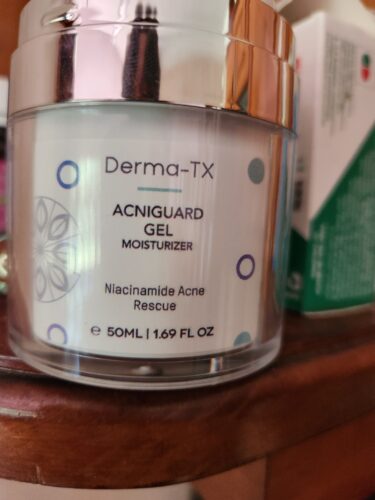 Derma-TX
ACNIGUARD
GEL
MOISTURIZER
Niacinamide Acne
Rescue
e 50ML | 1.69 FL OZ